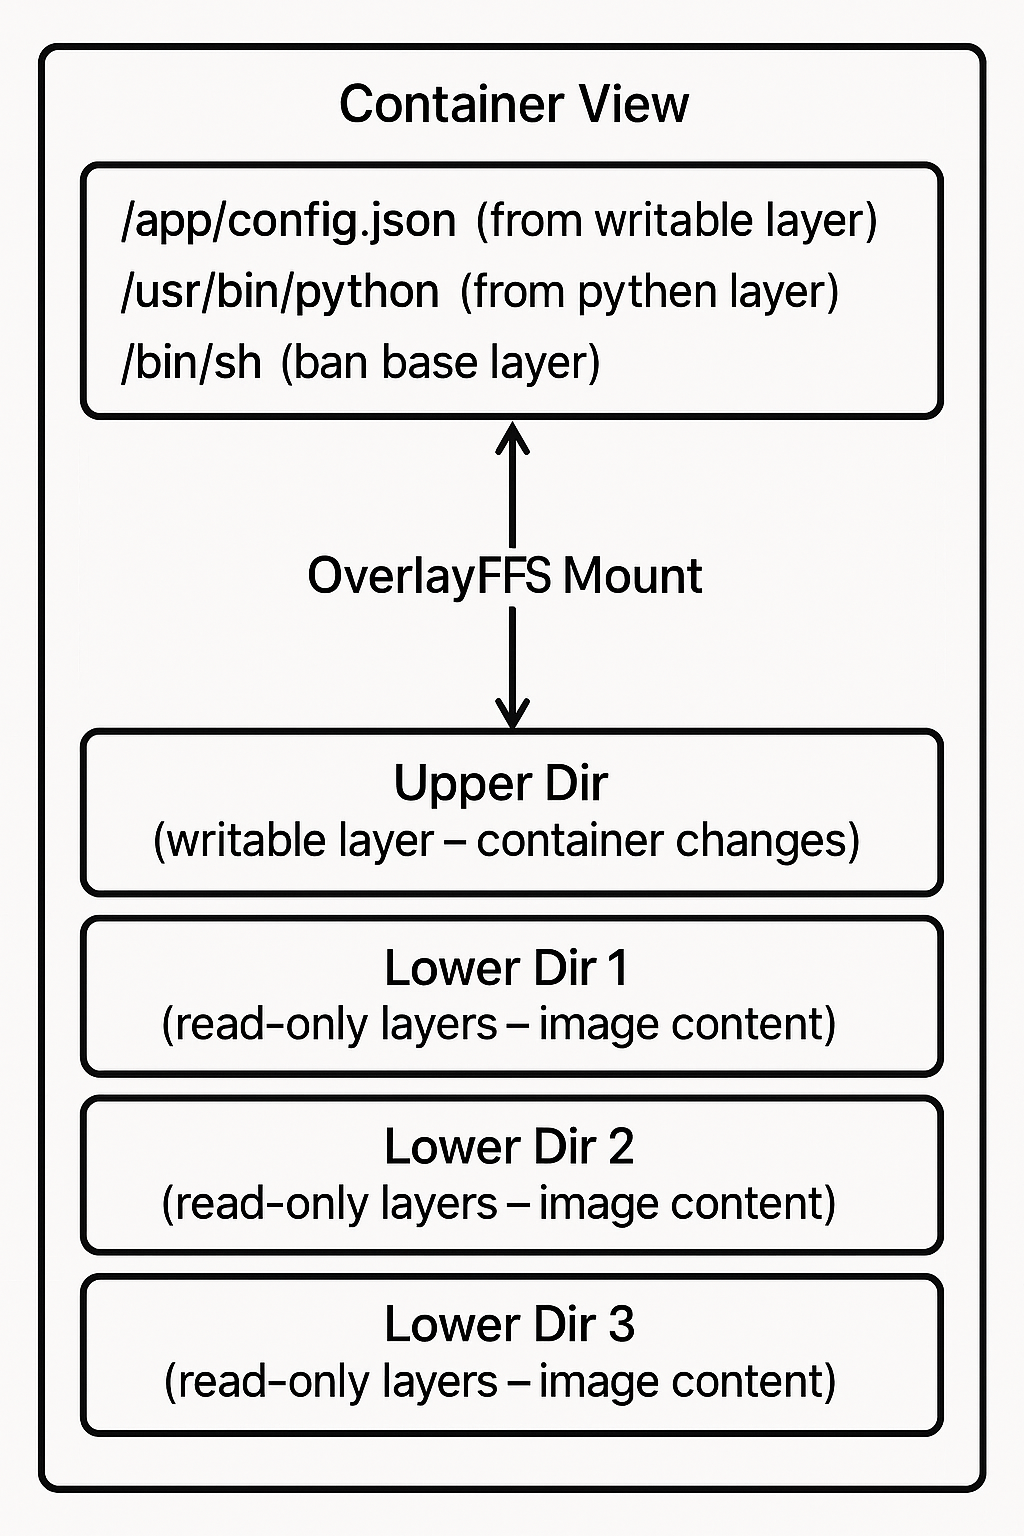 Container View
/app/config.json (from writable layer)
/usr/bin/python (from pythen layer)
/bin/sh (ban base layer)
OverlayFFS Mount
Upper Dir
(writable layer – container changes)
Lower Dir 1
(read-only layers – image content)
Lower Dir 2
(read-only layers – image content)
Lower Dir 3
(read-only layers – image content)